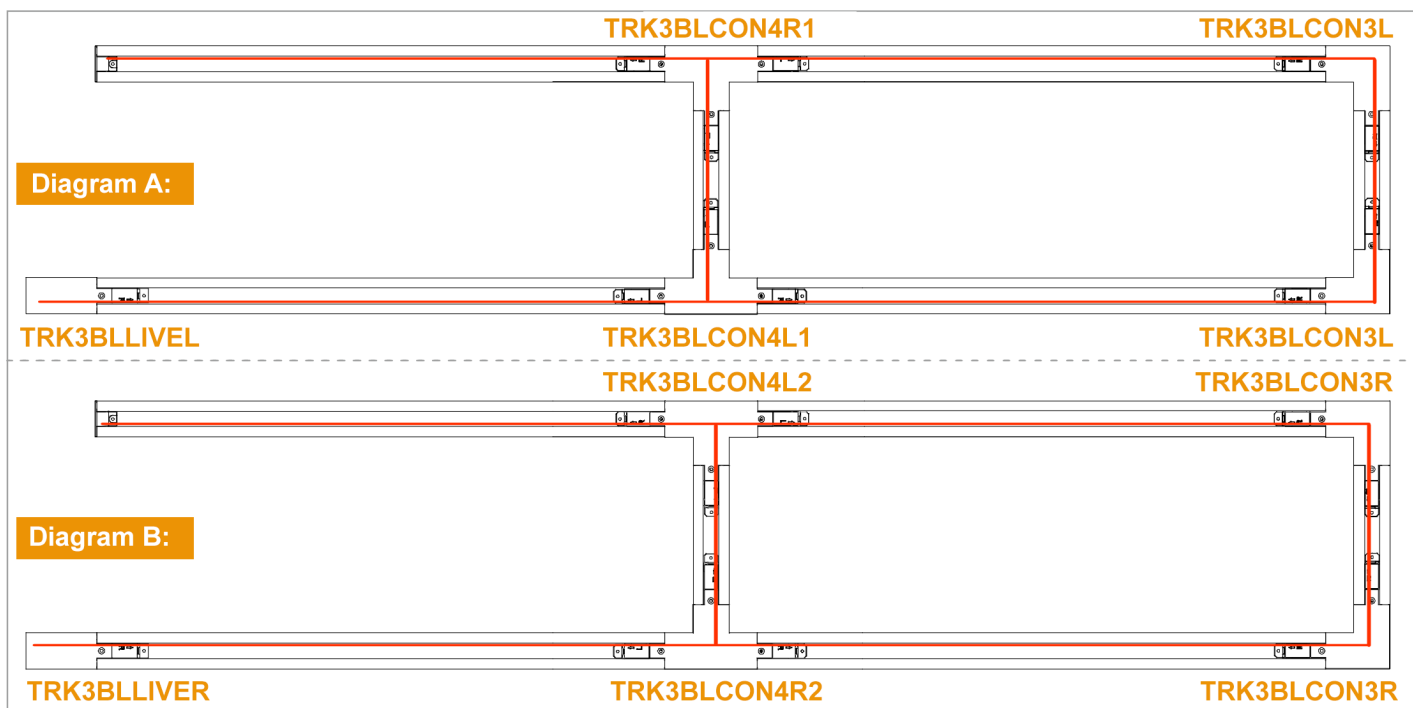 TRK3BLCON4R1 TRK3BLCON3L
Diagram A:
TRK3BLLIVEL TRK3BLCON4L1 TRK3BLCON3L
TRK3BLCON4L2 TRK3BLCON3R
Diagram B:
TRK3BLLIVER TRK3BLCON4R2 TRK3BLCON3R